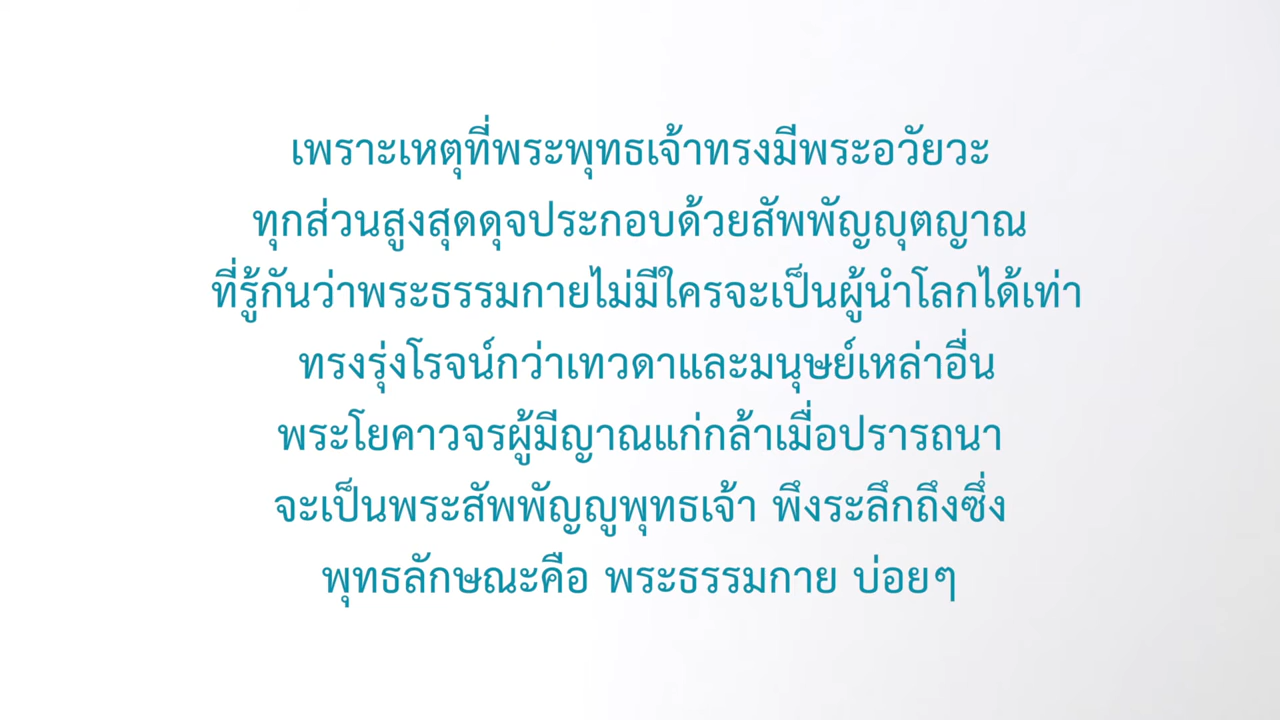 เพราะเหตุที่พระพุทธเจ้าทรงมีพระอวัยวะ
ทุกส่วนสูงสุดดุจประกอบด้วยสัพพัญญุตญาณ
ที่รู้กันว่าพระธรรมกายไม่มีใครจะเป็นผู้นำโลกได้เท่า
ทรงรุ่งโรจน์กว่าเทวดาและมนุษย์เหล่าอื่น
พระโยคาวจรผู้มีญาณแก่กล้าเมื่อปรารถนา
จะเป็นพระสัพพัญญูพุทธเจ้า พึงระลึกถึงซึ่ง
พุทธลักษณะคือ พระธรรมกาย บ่อยๆ